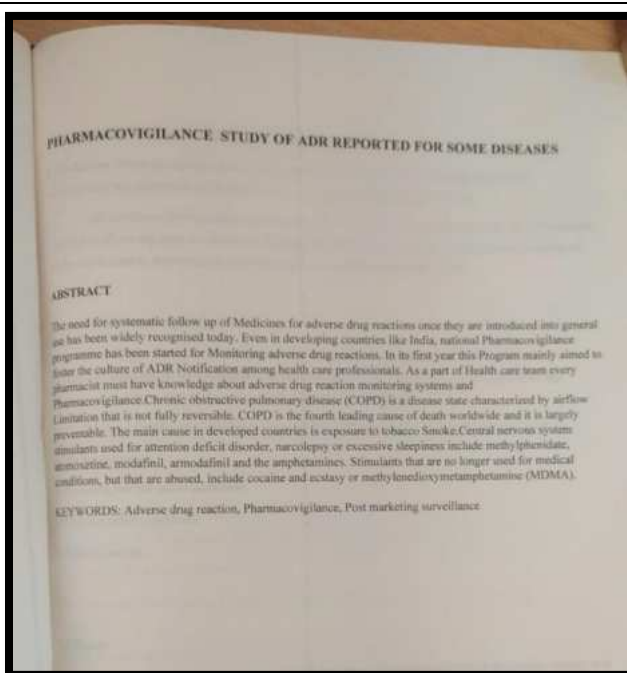 PHARMACOVIGILANCE STUDY OF ADR REPORTED FOR SOME DISEASES
ABSTRACT
The need for systematic follow up of Medicines for adverse drug reactions once they are introduced into general
use has been widely recognised today. Even in developing countries like India, national Pharmacovigilance
programme has been started for Monitoring adverse drug reactions. In its first year this Program mainly aimed to
foster the culture of ADR Notification among health care professionals. As a part of Health care team every
pharmacist must have knowledge about adverse drug reaction monitoring systems and
Pharmacovigilance.Chronic obstructive pulmonary disease (COPD) is a disease state characterized by airflow
Limitation that is not fully reversible. COPD is the fourth leading cause of death worldwide and it is largely
preventable. The main cause in developed countries is exposure to tobacco Smoke.Central nervous system
stimulants used for attention deficit disorder, narcolepsy or excessive sleepiness include methylphenidate,
atomoxetine, modafinil, armodafinil and the amphetamines. Stimulants that are no longer used for medical
conditions, but that are abused, include cocaine and ecstasy or methylenedioxymetamphetamine (MDMA).
KEYWORDS: Adverse drug reaction, Pharmacovigilance, Post marketing surveillance